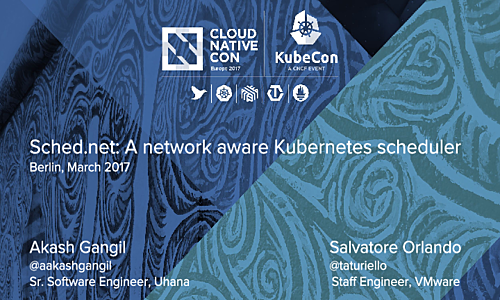 CLOUD
NATIVE
CON
Europe 2017
KubeCon
A CNCF EVENT
Sched.net: A network aware Kubernetes scheduler
Berlin, March 2017
Akash Gangil
@aakashgangil
Sr. Software Engineer, Uhana
Salvatore Orlando
@taturiello
Staff Engineer, VMware